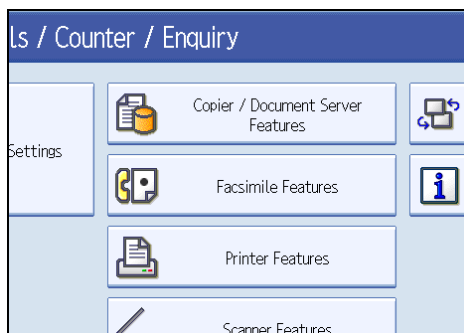 ls / Counter / Enquiry
Copier / Document Server
Features
Settings
Facsimile Features
Printer Features
Scanner Features